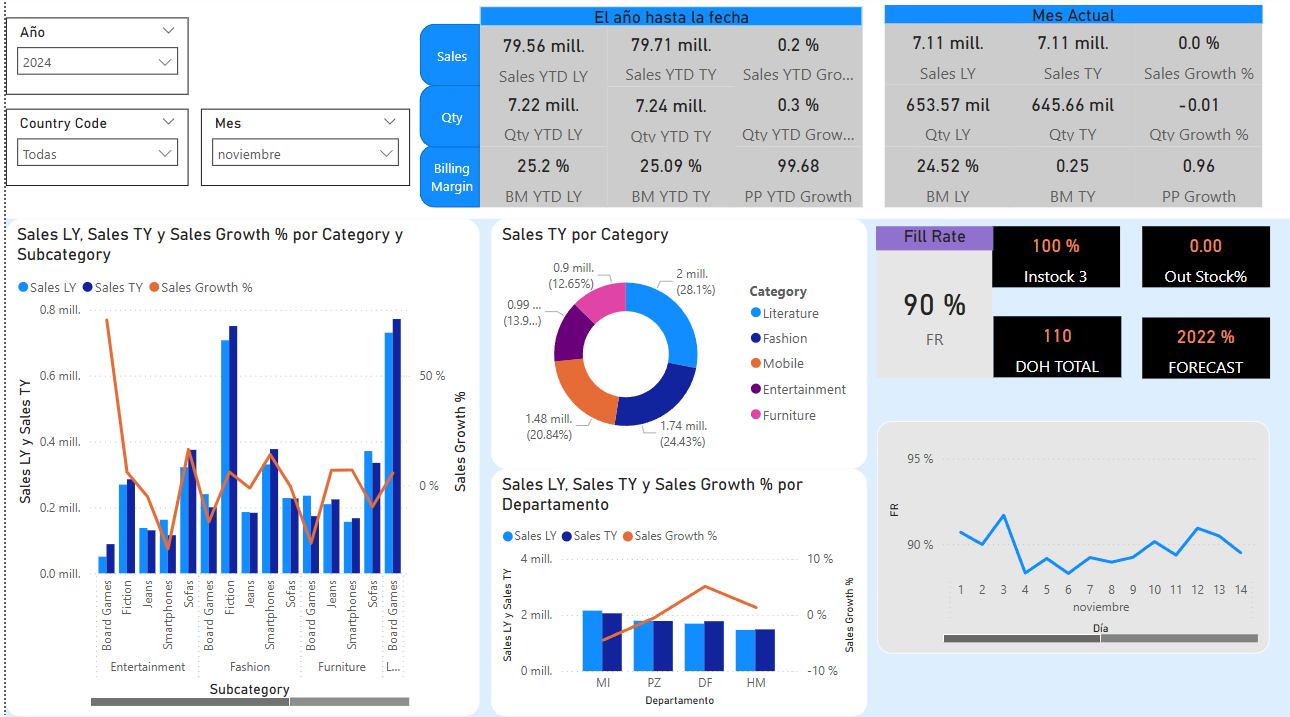 Año
2024
Country Code
Todas
Mes
noviembre
El año hasta la fecha
Sales
79.56 mill.
Sales YTD LY
79.71 mill.
Sales YTD TY
0.2 %
Sales YTD Gro...
Qty
7.22 mill.
Qty YTD LY
7.24 mill.
Qty YTD TY
0.3 %
Qty YTD Grow...
Billing
Margin
25.2 %
BM YTD LY
25.09 %
BM YTD TY
99.68
PP YTD Growth
Mes Actual
7.11 mill.
Sales LY
7.11 mill.
Sales TY
0.0 %
Sales Growth %
653.57 mil
Qty LY
645.66 mil
Qty TY
-0.01
Qty Growth %
24.52 %
BM LY
0.25
BM TY
0.96
PP Growth
Sales LY, Sales TY y Sales Growth % por Category y
Subcategory
Sales LY Sales TY Sales Growth %
0.8 mill.
0.6 mill.
0.4 mill.
0.2 mill.
0.0 mill.
Sales LY y Sales TY
50 %
0 %
Sales Growth %
Board Games
Fiction
Jeans
Smartphones
Sofas
Board Games
Fiction
Jeans
Smartphones
Sofas
Board Games
Jeans
Smartphones
Sofas
Board Games
Entertainment
Fashion
Furniture
L...
Subcategory
Sales TY por Category
0.9 mill.
(12.65%)
2 mill.
(28.1%)
0.99 ...
(13.9...)
1.48 mill.
(20.84%)
1.74 mill.
(24.43%)
Category
Literature
Fashion
Mobile
Entertainment
Furniture
Sales LY, Sales TY y Sales Growth % por
Departamento
Sales LY Sales TY Sales Growth %
4 mill.
2 mill.
0 mill.
Sales LY y Sales TY
10 %
0 %
-10 %
Sales Growth %
MI
PZ
DF
HM
Departamento
Fill Rate
90 %
FR
100 %
Instock 3
0.00
Out Stock%
110
DOH TOTAL
2022 %
FORECAST
95 %
90 %
FR
1 2 3 4 5 6 7 8 9 10 11 12 13 14
noviembre
Día